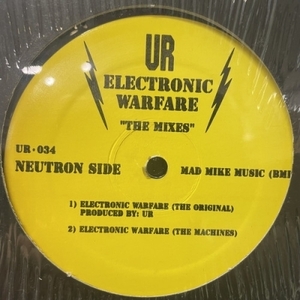 UR
ELECTRONIC
WARFARE
"THE MIXES"
UR-034
NEUTRON SIDE
MAD MIKE MUSIC (BMI
1) ELECTRONIC WARFARE (THE ORIGINAL)
PRODUCED BY: UR
2) ELECTRONIC WARFARE (THE MACHINES)